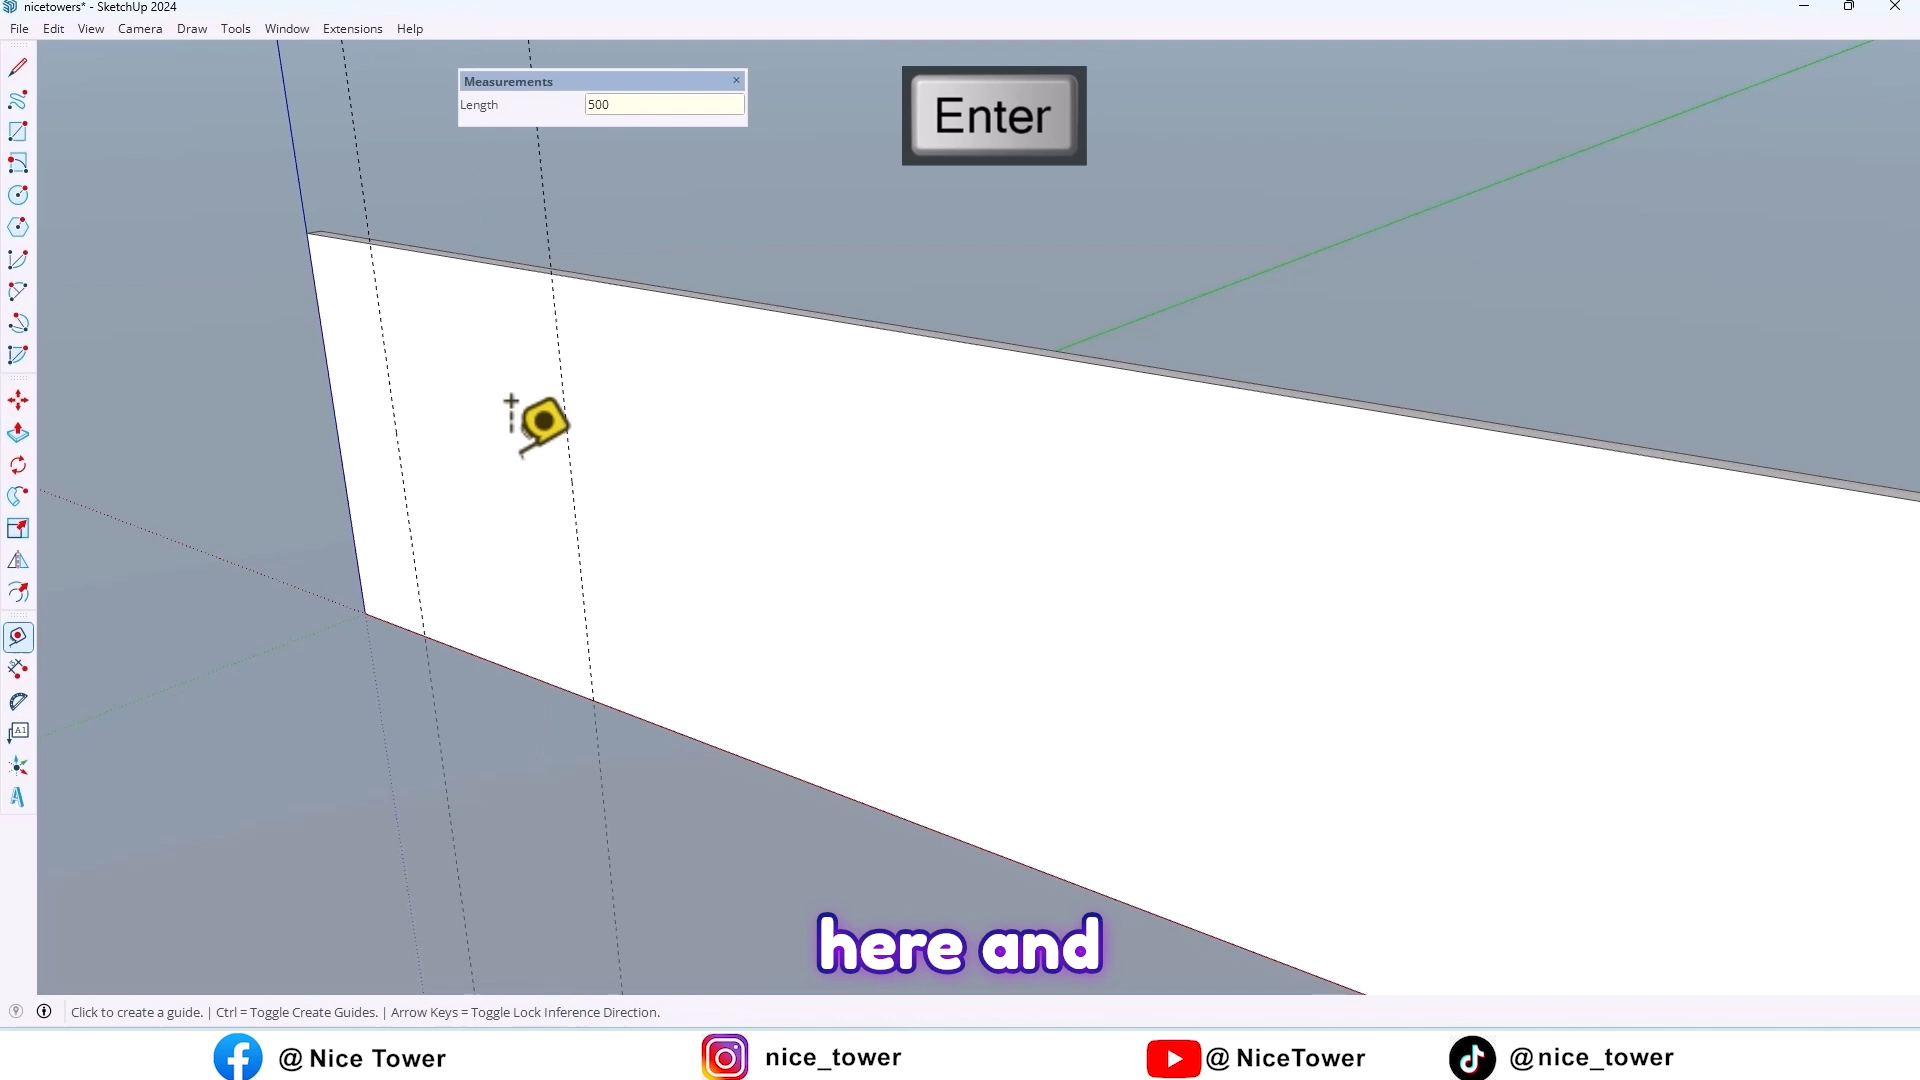 nicetowers* - SketchUp 2024
File Edit View Camera Draw Tools Window Extensions Help
Measurements
Length 500
Enter
A1
here and
Click to create a guide. | Ctrl = Toggle Create Guides. | Arrow Keys = Toggle Lock Inference Direction.
@ Nice Tower nice_tower @ NiceTower @nice_tower